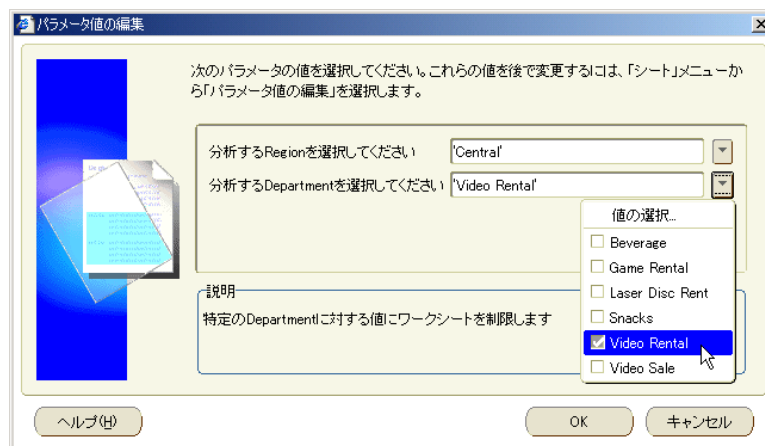 パラメータ値の編集
次のパラメータの値を選択してください。これらの値を後で変更するには、「シート」メニューか
ら「パラメータ値の編集」を選択します。
分析するRegionを選択してください 'Central'
分析するDepartmentを選択してください 'Video Rental'
値の選択...
Beverage
Game Rental
Laser Disc Rent
Snacks
Video Rental
Video Sale
説明
特定のDepartmentに対する値にワークシートを制限します
ヘルプ(H)
OK
キャンセル